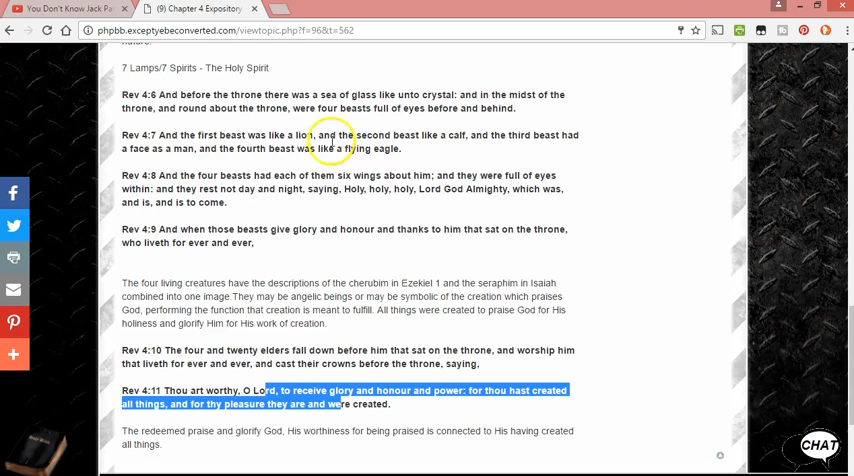 You Don't Know Jack Pa
(9) Chapter 4 Expository
phpbb.exceptyebeconverted.com/viewtopic.php?f=96&t=562
nature.
7 Lamps/7 Spirits - The Holy Spirit
Rev 4:6 And before the throne there was a sea of glass like unto crystal: and in the midst of the
throne, and round about the throne, were four beasts full of eyes before and behind.
Rev 4:7 And the first beast was like a lion, and the second beast like a calf, and the third beast had
a face as a man, and the fourth beast was like a flying eagle.
Rev 4:8 And the four beasts had each of them six wings about him; and they were full of eyes
within: and they rest not day and night, saying, Holy, holy, holy, Lord God Almighty, which was,
and is, and is to come.
Rev 4:9 And when those beasts give glory and honour and thanks to him that sat on the throne,
who liveth for ever and ever,
The four living creatures have the descriptions of the cherubim in Ezekiel 1 and the seraphim in Isaiah
combined into one image.They may be angelic beings or may be symbolic of the creation which praises
God, performing the function that creation is meant to fulfill. All things were created to praise God for His
holiness and glorify Him for His work of creation.
Rev 4:10 The four and twenty elders fall down before him that sat on the throne, and worship him
that liveth for ever and ever, and cast their crowns before the throne, saying,
Rev 4:11 Thou art worthy, O Lord, to receive glory and honour and power: for thou hast created
all things, and for thy pleasure they are and were created.
The redeemed praise and glorify God, His worthiness for being praised is connected to His having created
all things.
CHAT